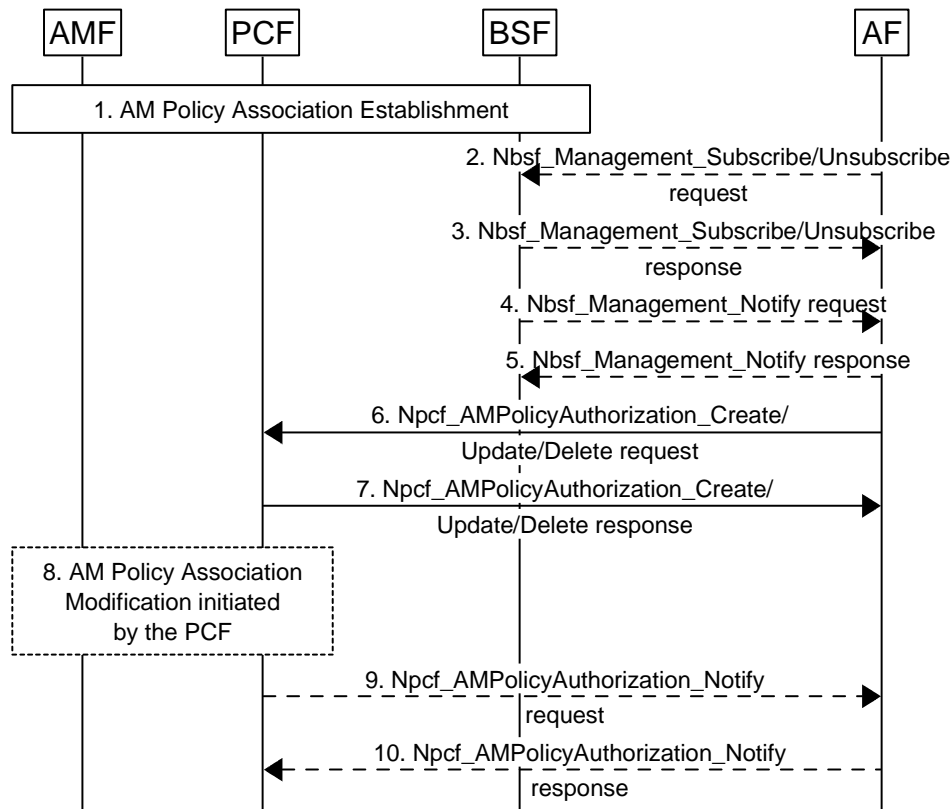 AMF PCF BSF AF
1. AM Policy Association Establishment
2. Nbsf_Management_Subscribe/Unsubscribe
request
3. Nbsf_Management_Subscribe/Unsubscribe
response
4. Nbsf_Management_Notify request
5. Nbsf_Management_Notify response
6. Npcf_AMPolicyAuthorization_Create/
Update/Delete request
7. Npcf_AMPolicyAuthorization_Create/
Update/Delete response
8. AM Policy Association
Modification initiated
by the PCF
9. Npcf_AMPolicyAuthorization_Notify
request
10. Npcf_AMPolicyAuthorization_Notify
response